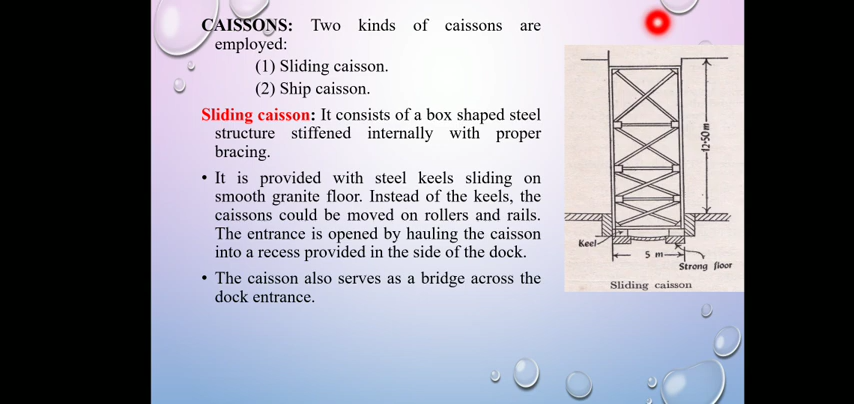 CAISSONS: Two kinds of caissons are
employed:
(1) Sliding caisson.
(2) Ship caisson.
Sliding caisson: It consists of a box shaped steel
structure stiffened internally with proper
bracing.
• It is provided with steel keels sliding on
smooth granite floor. Instead of the keels, the
caissons could be moved on rollers and rails.
The entrance is opened by hauling the caisson
into a recess provided in the side of the dock.
• The caisson also serves as a bridge across the
dock entrance.
12·50m
Keel
5 m
Strong floor
Sliding caisson